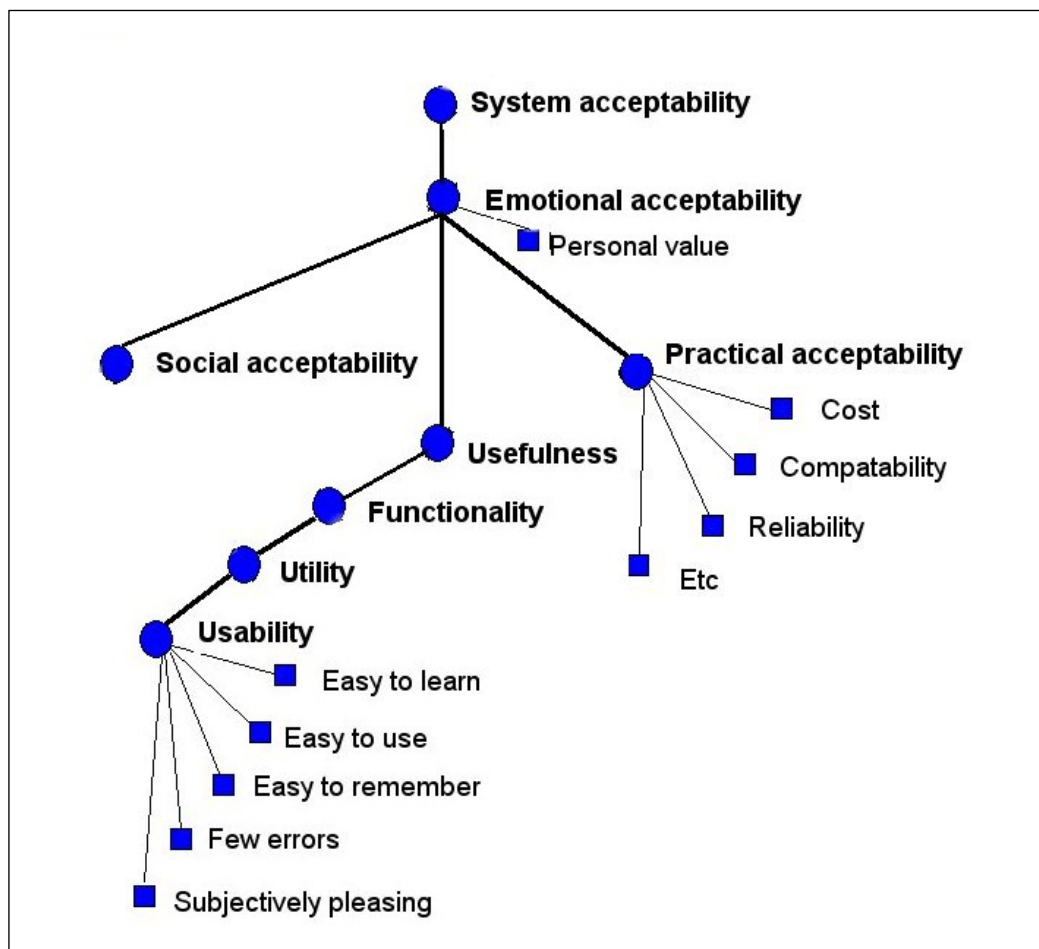 System acceptability
Emotional acceptability
Personal value
Social acceptability
Practical acceptability
Cost
Usefulness
Compatability
Functionality
Reliability
Utility
Etc
Usability
Easy to learn
Easy to use
Easy to remember
Few errors
Subjectively pleasing